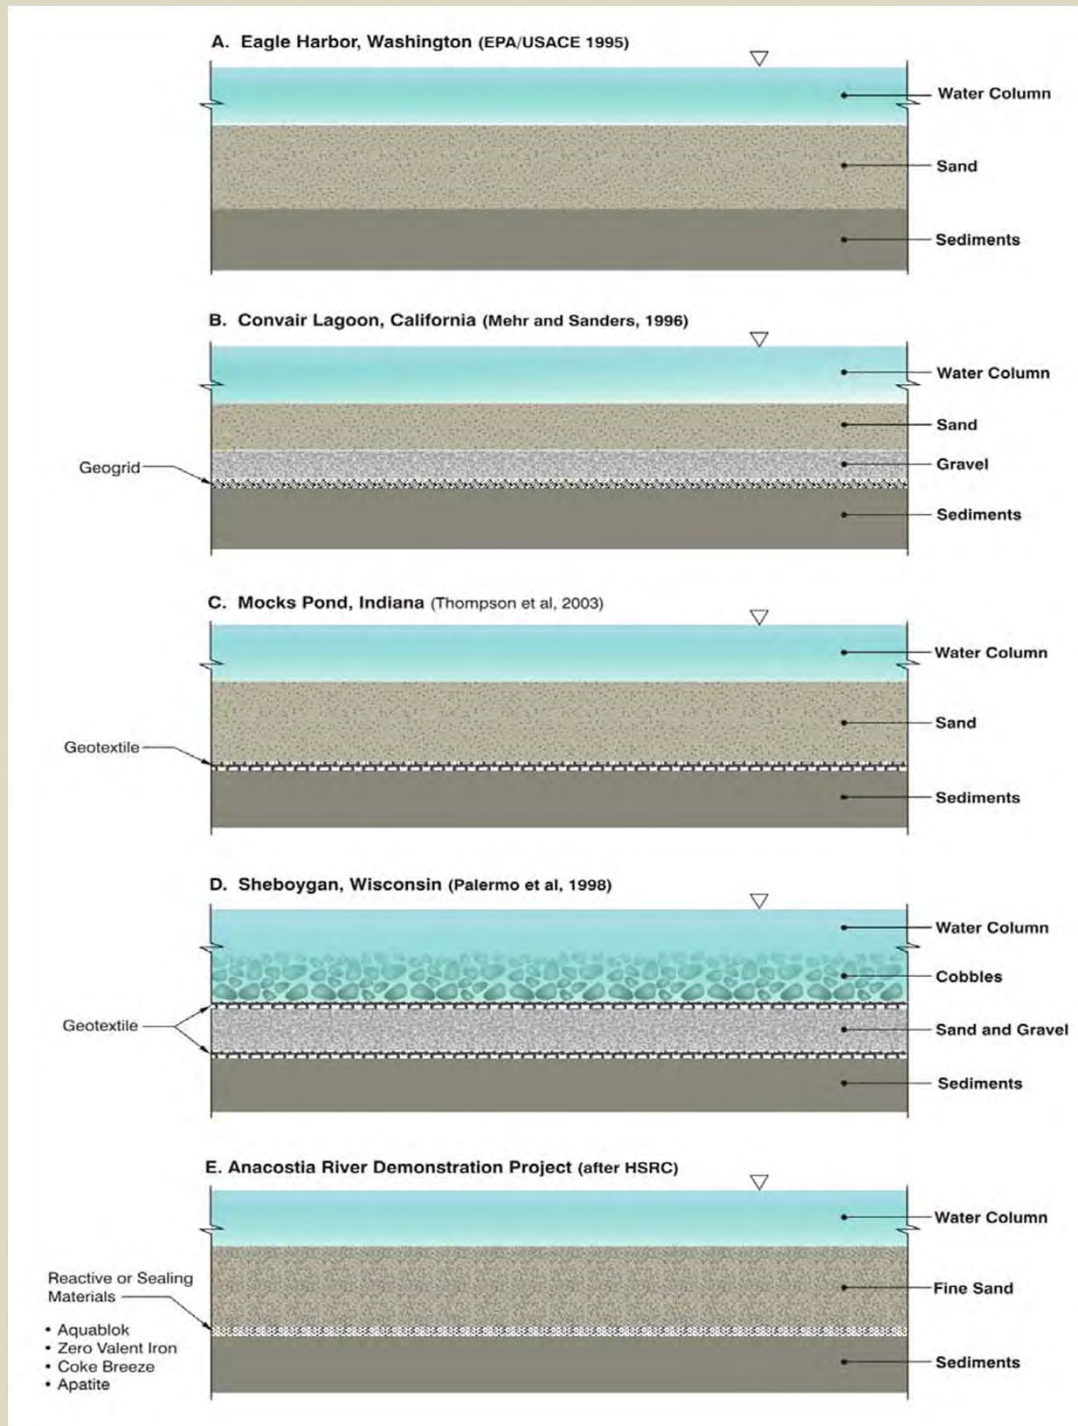 A. Eagle Harbor, Washington (EPA/USACE 1995)
Water Column
Sand
Sediments
B. Convair Lagoon, California (Mehr and Sanders, 1996)
Water Column
Sand
Geogrid
Gravel
Sediments
C. Mocks Pond, Indiana (Thompson et al, 2003)
Water Column
Sand
Geotextile
Sediments
D. Sheboygan, Wisconsin (Palermo et al, 1998)
Water Column
Cobbles
Geotextile
Sand and Gravel
Sediments
E. Anacostia River Demonstration Project (after HSRC)
Water Column
Reactive or Sealing
Materials
Fine Sand
• Aquablok
• Zero Valent Iron
• Coke Breeze
• Apatite
Sediments